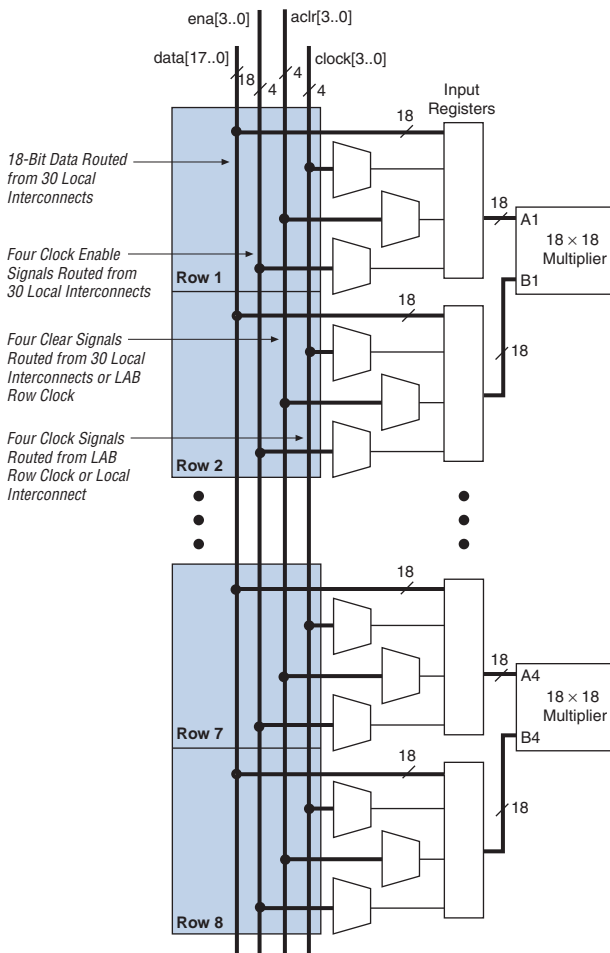 ena[3..0]
aclr[3..0]
data[17..0]
clock[3..0]
18
4
4
4
Input
Registers
18
18-Bit Data Routed
from 30 Local
Interconnects
18
A1
18 × 18
Multiplier
B1
Four Clock Enable
Signals Routed from
30 Local Interconnects
Row 1
18
18
Four Clear Signals
Routed from 30 Local
Interconnects or LAB
Row Clock
Four Clock Signals
Routed from LAB
Row Clock or Local
Interconnect
Row 2
18
18
A4
18 × 18
Multiplier
B4
Row 7
18
18
Row 8